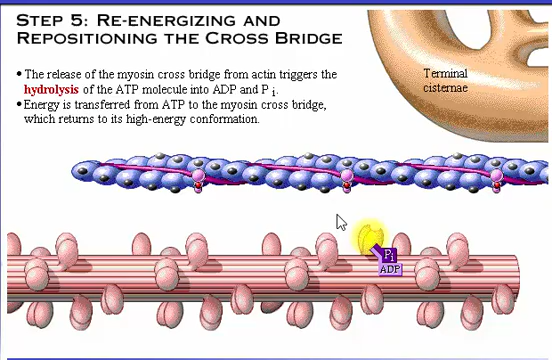 STEP 5: RE-ENERGIZING AND
REPOSITIONING THE CROSS BRIDGE
• The release of the myosin cross bridge from actin triggers the
hydrolysis of the ATP molecule into ADP and P i.
• Energy is transferred from ATP to the myosin cross bridge,
which returns to its high-energy conformation.
Terminal
cisternae
Pi
ADP